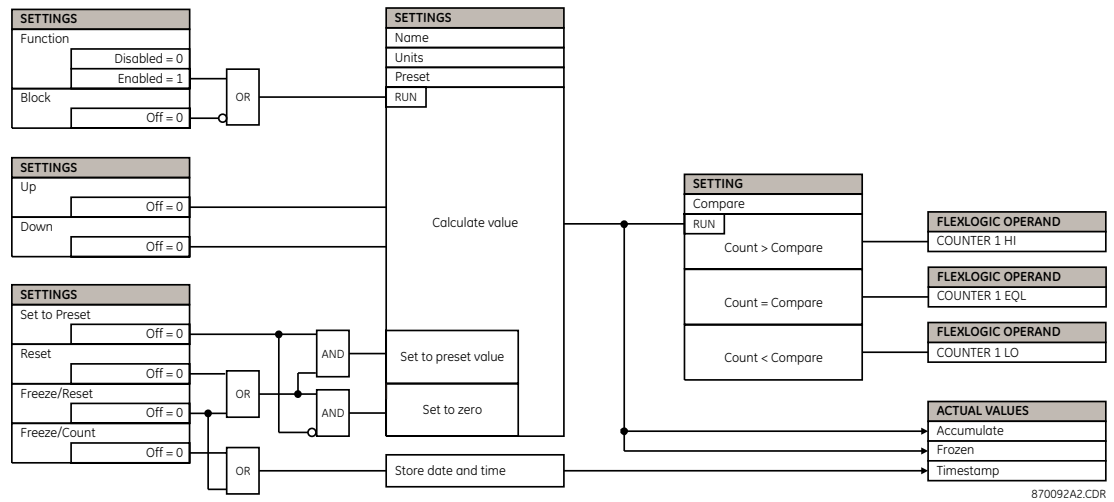 SETTINGS
Function
Disabled = 0
Enabled = 1
Block
Off = 0
OR
SETTINGS
Up
Off = 0
Down
Off = 0
SETTINGS
Set to Preset
Off = 0
Reset
Off = 0
Freeze/Reset
Off = 0
Freeze/Count
Off = 0
OR
OR
AND
AND
SETTINGS
Name
Units
Preset
RUN
Calculate value
Set to preset value
Set to zero
Store date and time
SETTING
Compare
RUN
Count > Compare
Count = Compare
Count < Compare
FLEXLOGIC OPERAND
COUNTER 1 HI
FLEXLOGIC OPERAND
COUNTER 1 EQL
FLEXLOGIC OPERAND
COUNTER 1 LO
ACTUAL VALUES
Accumulate
Frozen
Timestamp
870092A2.CDR